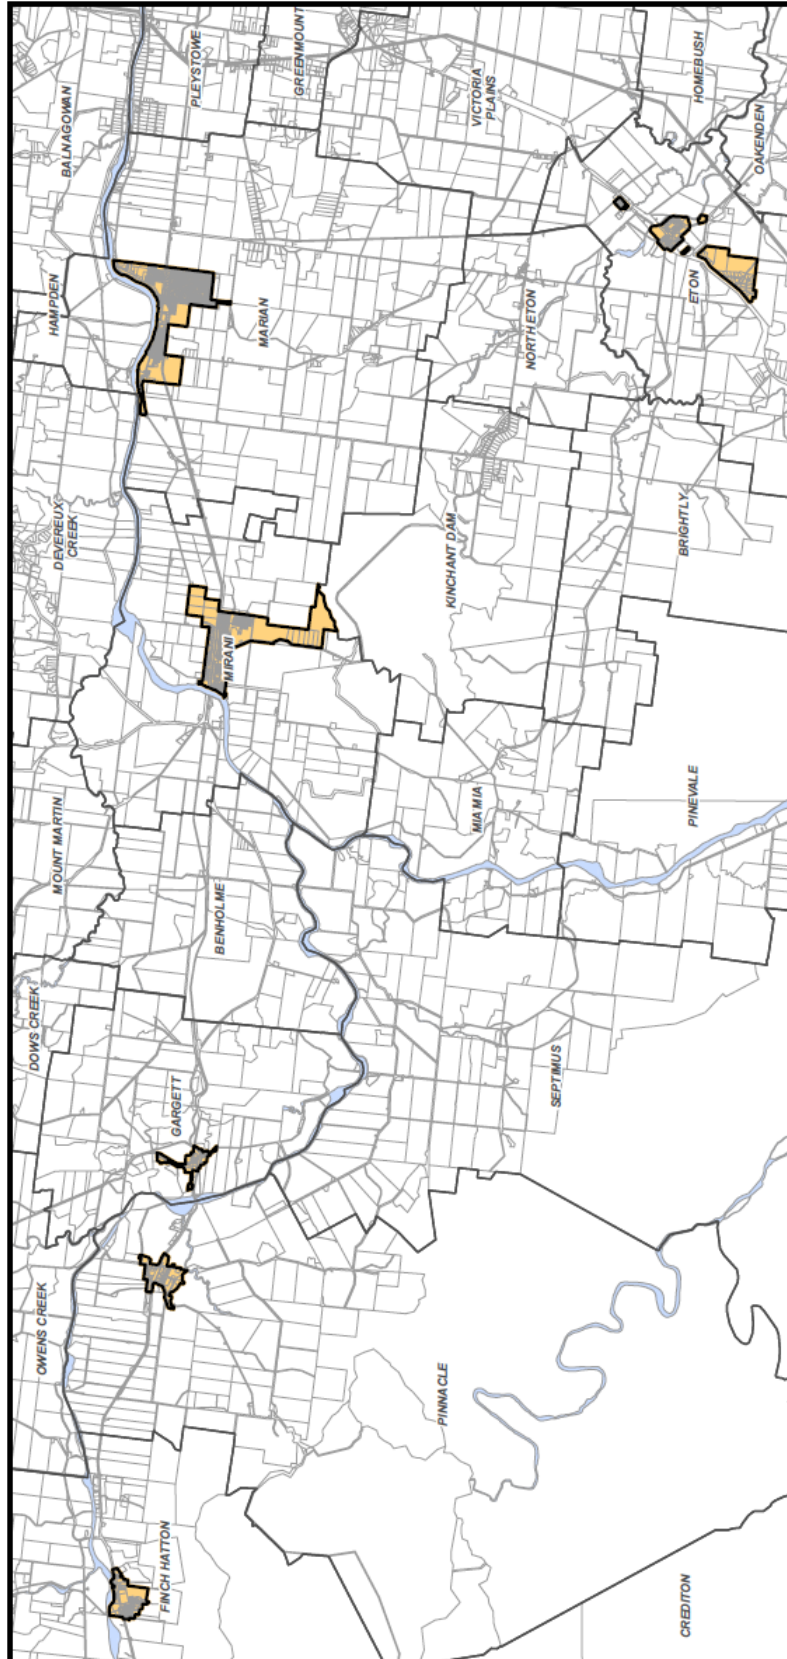 BALNAGOWAN
PLEYSTOWE
GREENMOUNT
VICTORIA
PLAINS
HOMEBUSH
OAKENDEN
HAMPDEN
MARIAN
NORTH ETON
ETON
DEVEREUX
CREEK
KINCHANT DAM
BRIGHTLY
MIRANI
MOUNT MARTIN
BENHOLME
MIA MIA
PINEVALE
DOWS CREEK
GARGETT
SEPTIMUS
OWENS CREEK
PINNACLE
FINCH HATTON
CREDITON